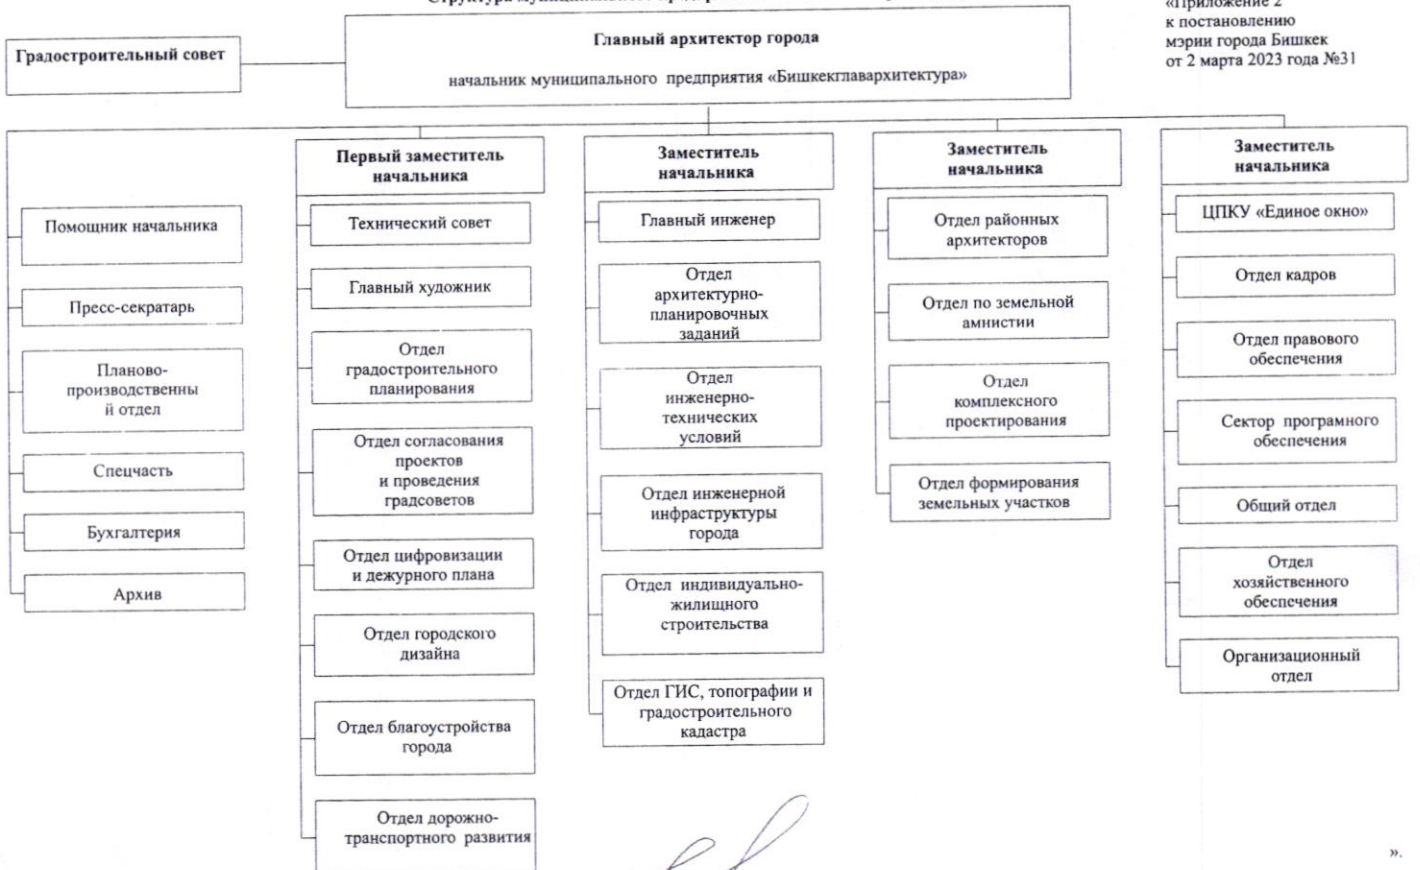 «Приложение 2
к постановлению
мэрии города Бишкек
от 2 марта 2023 года №31
Градостроительный совет
Главный архитектор города
начальник муниципального предприятия «Бишкекглавархитектура»
Помощник начальника
Пресс-секратарь
Планово-
производственны
й отдел
Спецчасть
Бухгалтерия
Архив
Первый заместитель
начальника
Технический совет
Главный художник
Отдел
градостроительного
планирования
Отдел согласования
проектов
и проведения
градсоветов
Отдел цифровизации
и дежурного плана
Отдел городского
дизайна
Отдел благоустройства
города
Отдел дорожно-
транспортного развития
Заместитель
начальника
Главный инженер
Отдел
архитектурно-
планировочных
заданий
Отдел
инженерно-
технических
условий
Отдел инженерной
инфраструктуры
города
Отдел индивидуально-
жилищного
строительства
Отдел ГИС, топографии и
градостроительного
кадастра
Заместитель
начальника
Отдел районных
архитекторов
Отдел по земельной
амнистии
Отдел
комплексного
проектирования
Отдел формирования
земельных участков
Заместитель
начальника
ЦПКУ «Единое окно»
Отдел кадров
Отдел правового
обеспечения
Сектор програмного
обеспечения
Общий отдел
Отдел
хозяйственного
обеспечения
Организационный
отдел
».